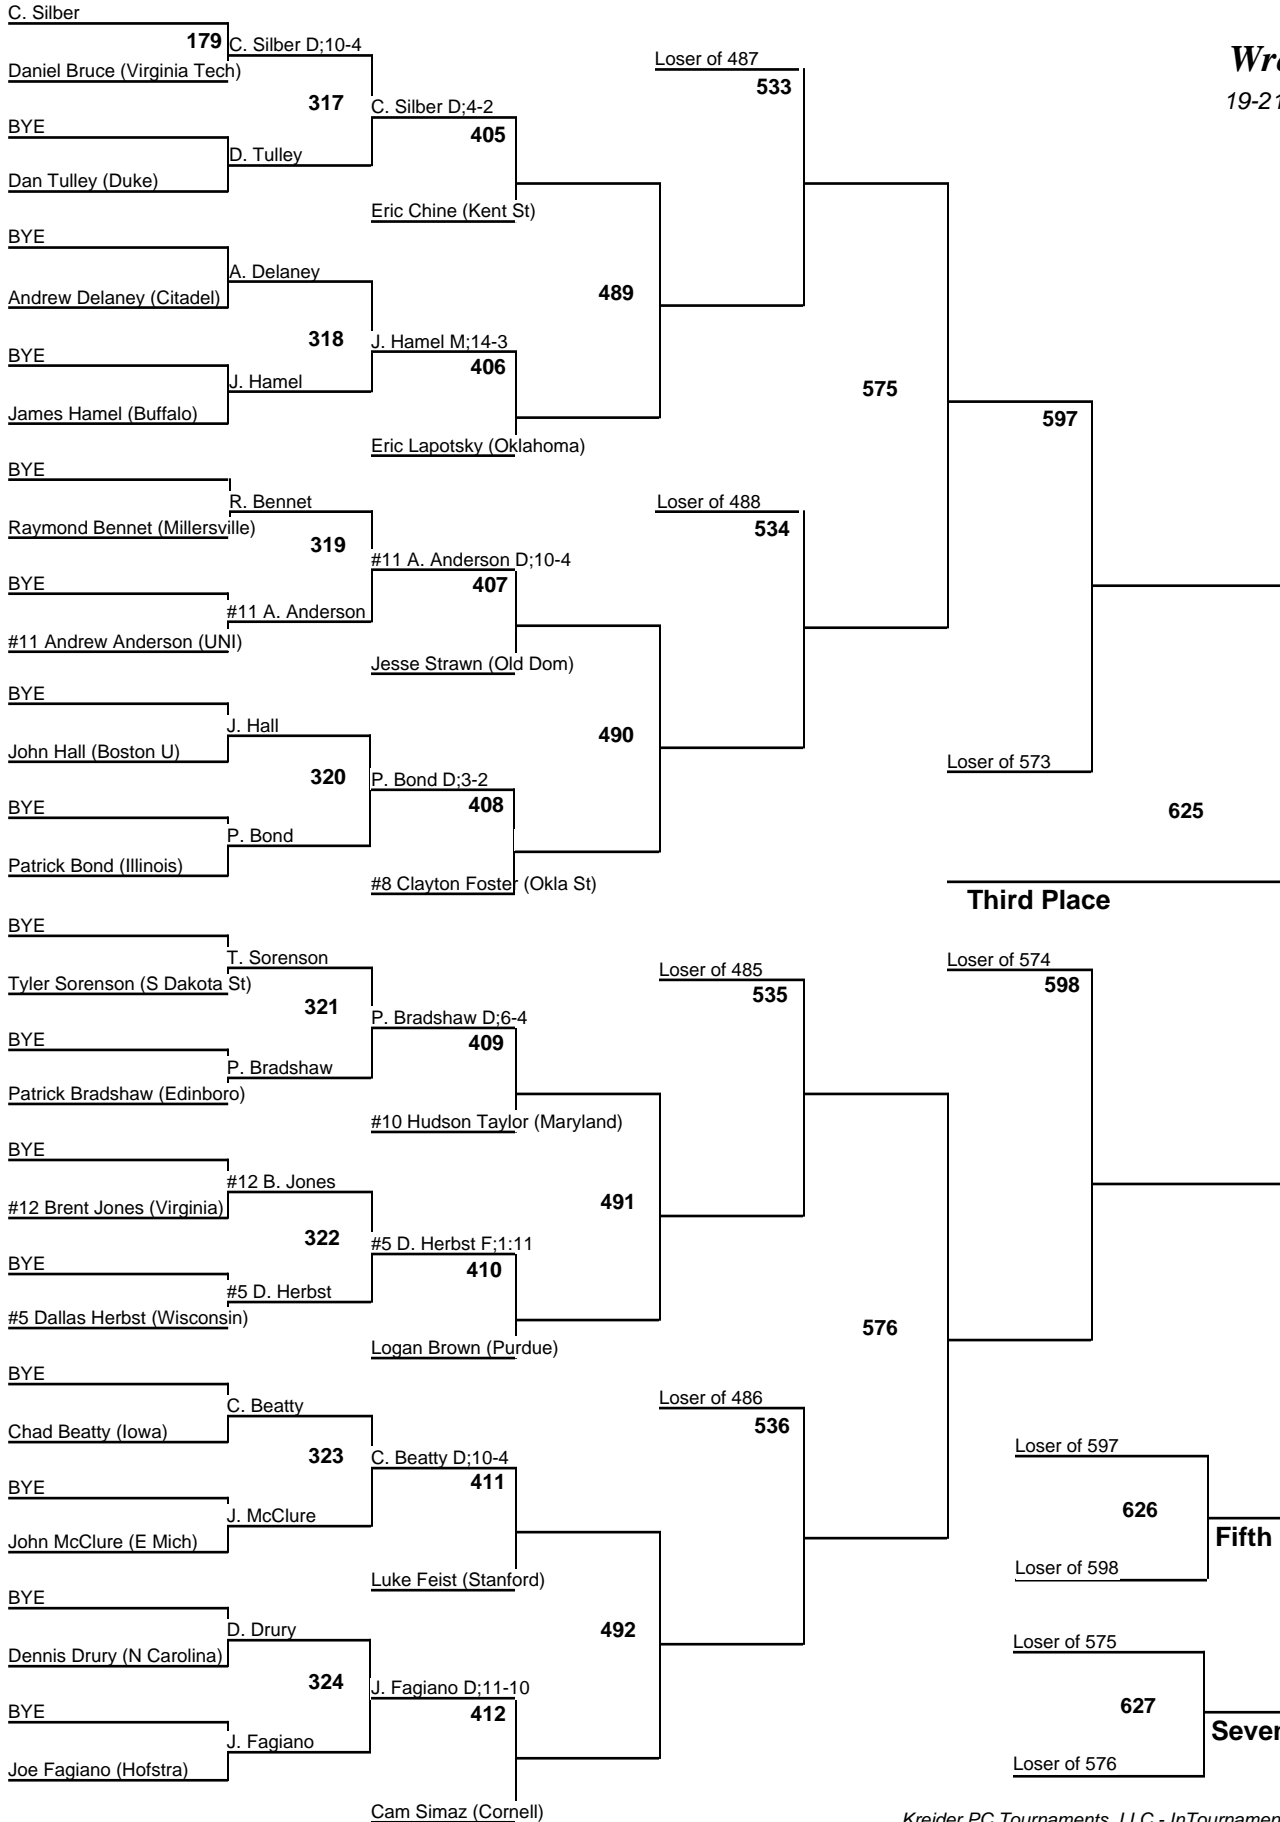 C. Silber
179
C. Silber D;10-4
Daniel Bruce (Virginia Tech)
317
C. Silber D;4-2
405
BYE
D. Tulley
Dan Tulley (Duke)
Eric Chine (Kent St)
BYE
A. Delaney
Andrew Delaney (Citadel)
318
J. Hamel M;14-3
406
BYE
J. Hamel
James Hamel (Buffalo)
Eric Lapotsky (Oklahoma)
BYE
R. Bennet
Raymond Bennet (Millersville)
319
#11 A. Anderson D;10-4
407
BYE
#11 A. Anderson
#11 Andrew Anderson (UNI)
Jesse Strawn (Old Dom)
BYE
J. Hall
John Hall (Boston U)
320
P. Bond D;3-2
408
BYE
P. Bond
Patrick Bond (Illinois)
#8 Clayton Foster (Okla St)
BYE
T. Sorenson
Tyler Sorenson (S Dakota St)
321
P. Bradshaw D;6-4
409
BYE
P. Bradshaw
Patrick Bradshaw (Edinboro)
#10 Hudson Taylor (Maryland)
BYE
#12 B. Jones
#12 Brent Jones (Virginia)
322
#5 D. Herbst F;1:11
410
BYE
#5 D. Herbst
#5 Dallas Herbst (Wisconsin)
Logan Brown (Purdue)
BYE
C. Beatty
Chad Beatty (Iowa)
323
C. Beatty D;10-4
411
BYE
J. McClure
John McClure (E Mich)
Luke Feist (Stanford)
BYE
D. Drury
Dennis Drury (N Carolina)
324
J. Fagiano D;11-10
412
BYE
J. Fagiano
Joe Fagiano (Hofstra)
Cam Simaz (Cornell)
489
490
491
492
Loser of 487
533
Loser of 488
534
Loser of 485
535
Loser of 486
536
575
576
597
Loser of 573
Loser of 574
598
625
Third Place
Loser of 597
626
Fifth
Loser of 598
Loser of 575
627
Seven
Loser of 576
Wre
19-21
Kreider PC Tournaments, LLC - InTournamen